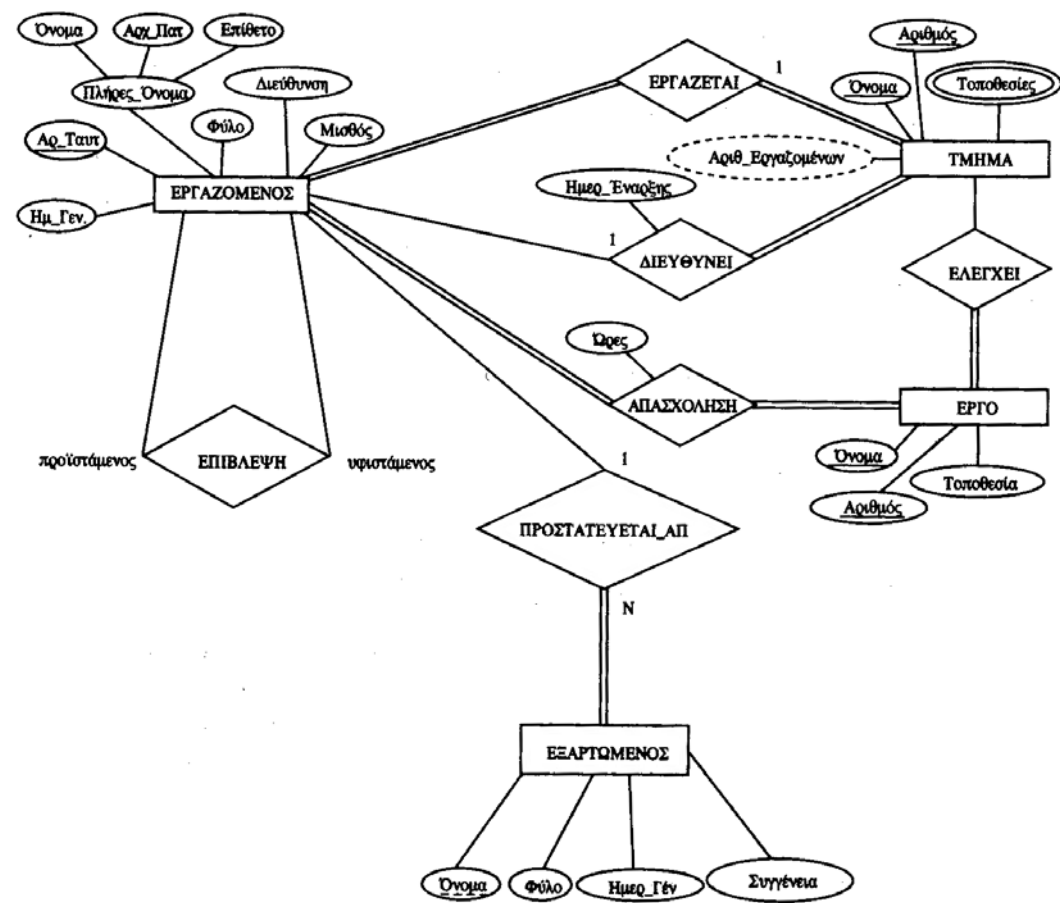 Όνομα
Αρχ_Πατ
Επίθετο
Πλήρες_Όνομα
Διεύθυνση
Φύλο
Μισθός
Αρ_Ταυτ
ΕΡΓΑΖΟΜΕΝΟΣ
Ημ_Γεν.
ΕΡΓΑΖΕΤΑΙ
1
Αριθμός
Όνομα
Τοποθεσίες
Αριθ_Εργαζομένων
ΤΜΗΜΑ
Ημερ_Έναρξης
1
ΔΙΕΥΘΥΝΕΙ
ΕΛΕΓΧΕΙ
Ώρες
ΑΠΑΣΧΟΛΗΣΗ
ΕΡΓΟ
Όνομα
Τοποθεσία
Αριθμός
προϊστάμενος
ΕΠΙΒΛΕΨΗ
υφιστάμενος
1
ΠΡΟΣΤΑΤΕΥΕΤΑΙ_ΑΠ
N
ΕΞΑΡΤΩΜΕΝΟΣ
Όνομα
Φύλο
Ημερ_Γέν
Συγγένεια